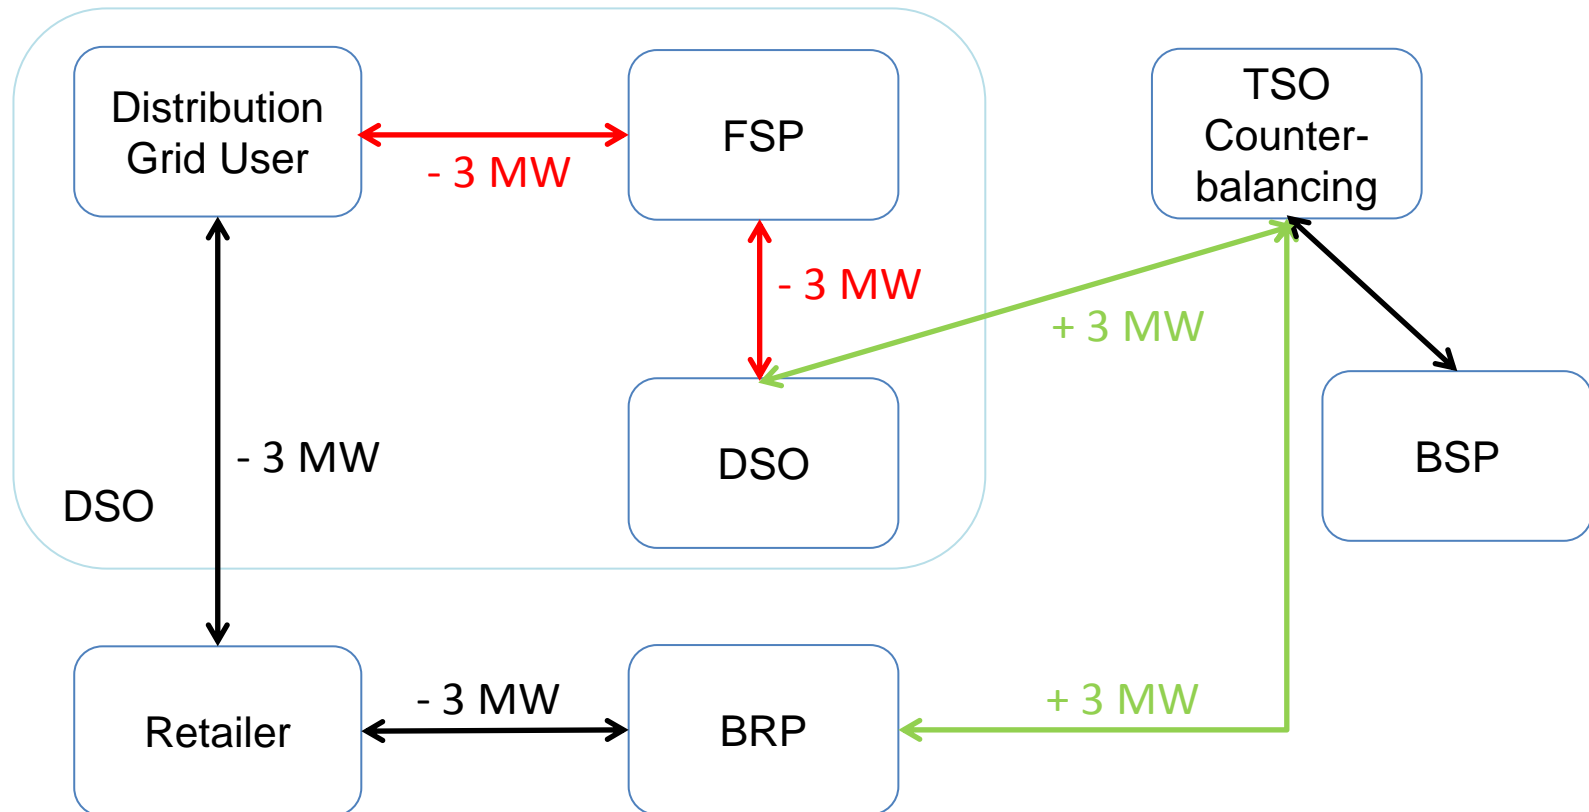 Distribution
Grid User
- 3 MW
FSP
TSO
Counter-
balancing
- 3 MW
+ 3 MW
- 3 MW
DSO
DSO
BSP
Retailer
- 3 MW
BRP
+ 3 MW